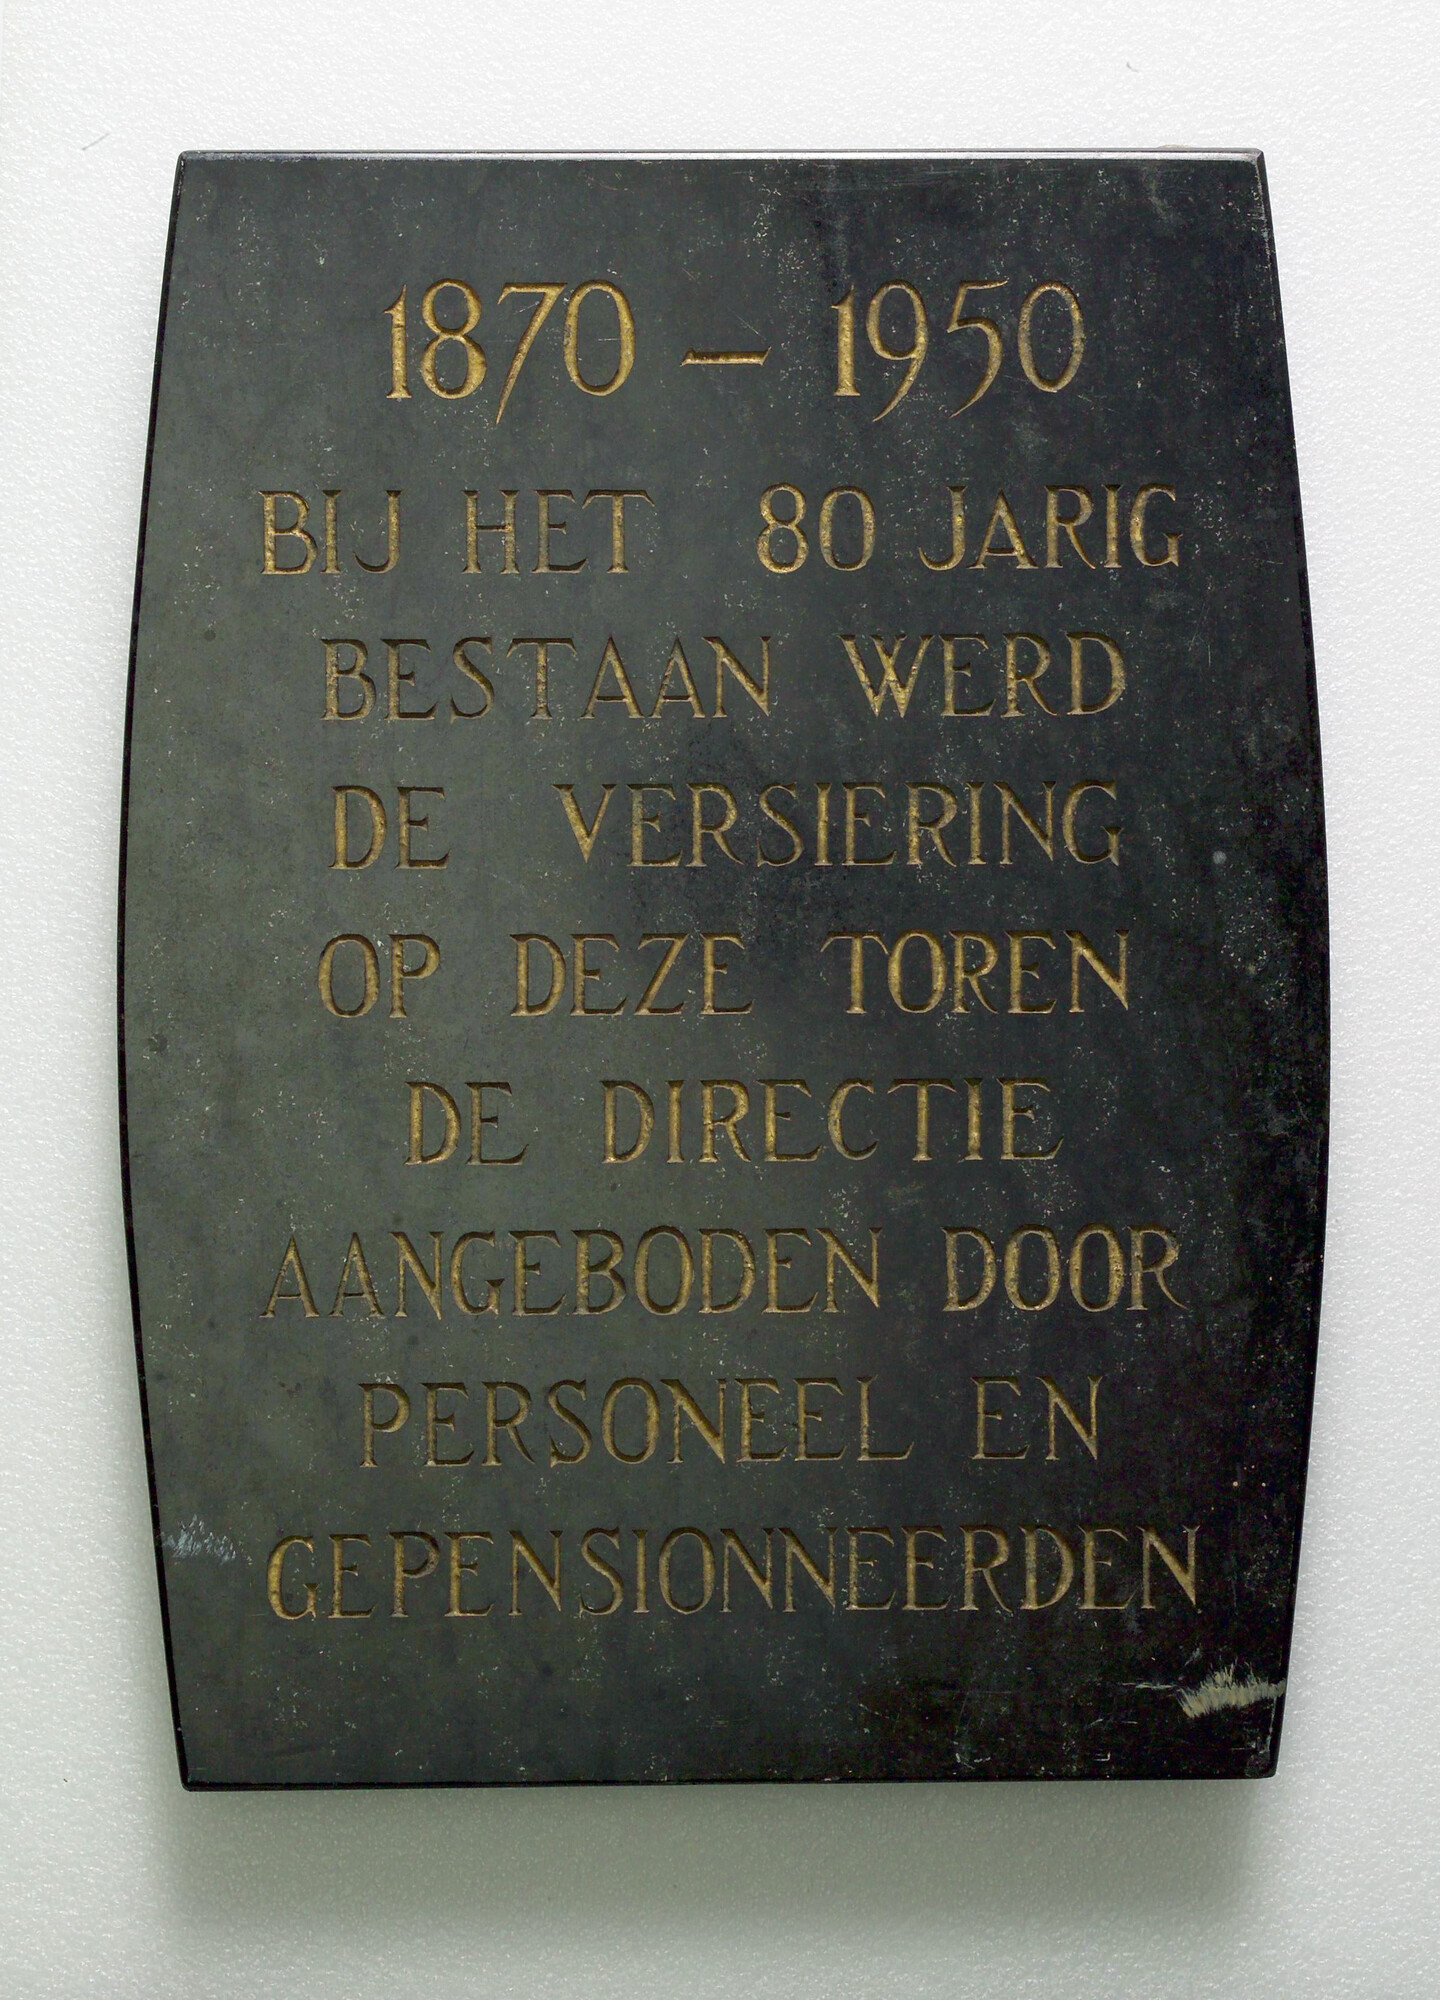 1870 – 1950
BIJ HET 80 JARIG
BESTAAN WERD
DE VERSIERING
OP DEZE TOREN
DE DIRECTIE
AANGEBODEN DOOR
PERSONEEL EN
GEPENSIONNEERDEN